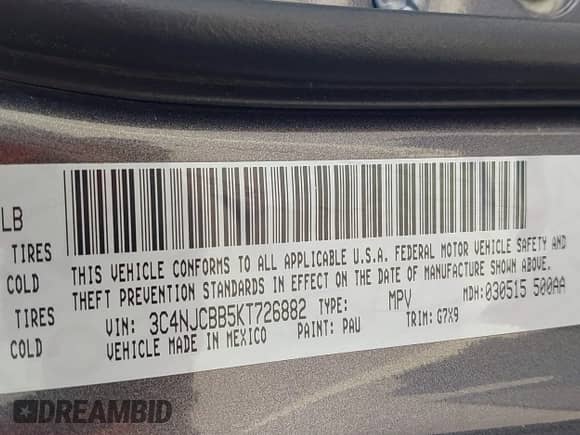 LB
TIRES
COLD
TIRES
COLD
THIS VEHICLE CONFORMS TO ALL APPLICABLE U.S.A. FEDERAL MOTOR VEHICLE SAFETY AND
THEFT PREVENTION STANDARDS IN EFFECT ON THE DATE OF MANUFACTURE SHOWN ABOVE.
VIN: 3C4NJCBB5KT726882 TYPE: MPV MDH:030515 500AA
VEHICLE MADE IN MEXICO PAINT: PAU TRIM: G7X9
DREAMBID